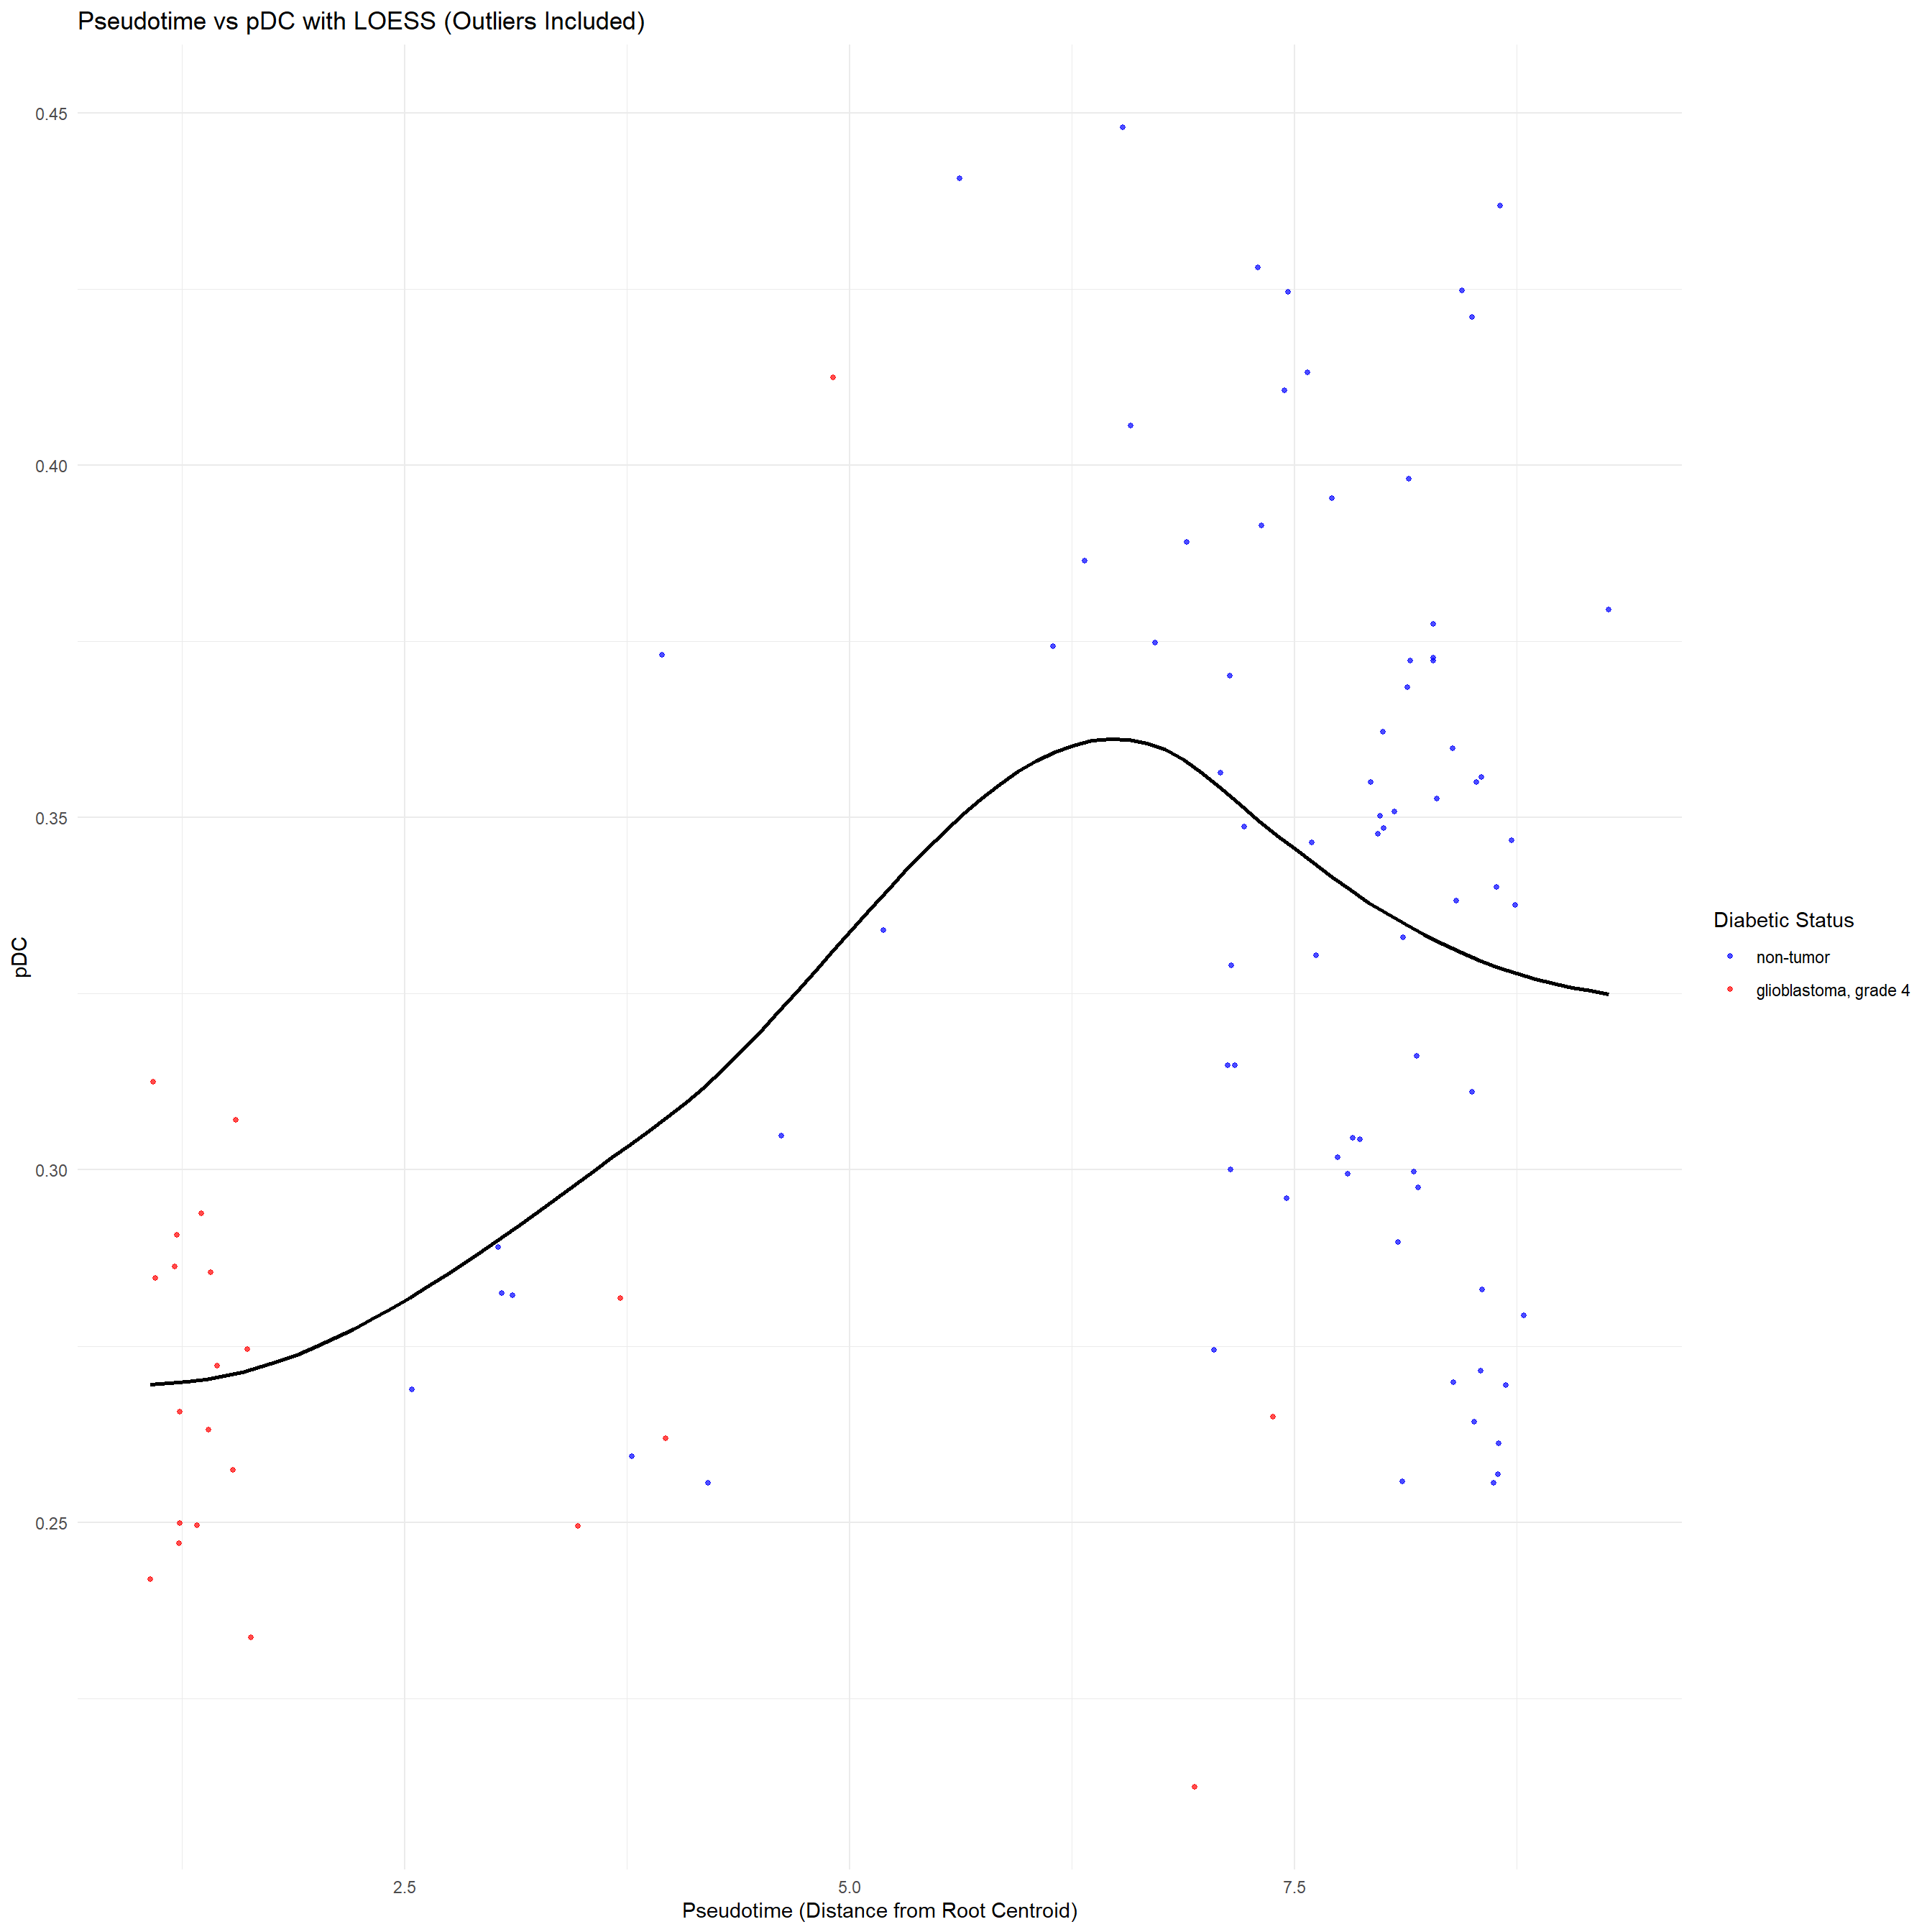 Pseudotime vs pDC with LOESS (Outliers Included)
0.45
0.40
0.35
0.30
0.25
pDC
2.5 5.0 7.5
Pseudotime (Distance from Root Centroid)
Diabetic Status
non-tumor
glioblastoma, grade 4